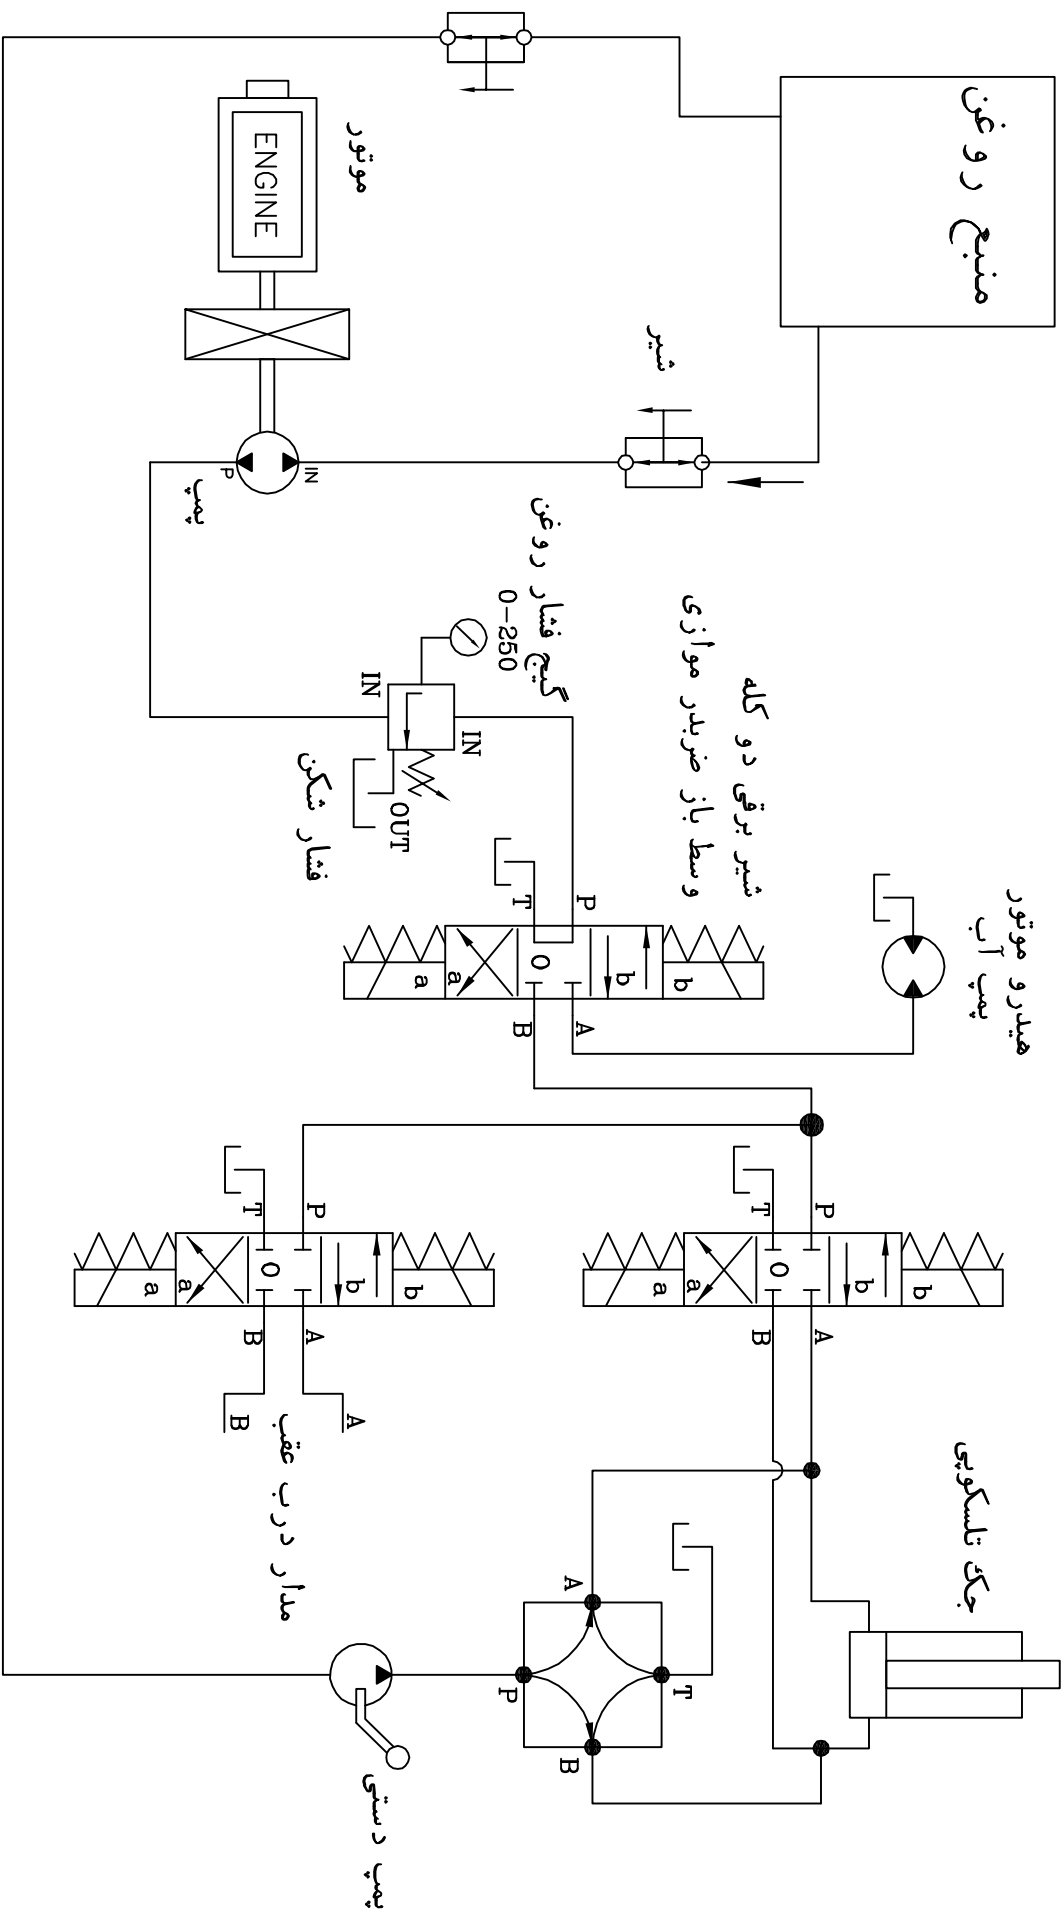 منبع روغن
موتور
ENGINE
شیر
IN
P
پمپ
گیج فشار روغن
0-250
IN
IN
OUT
فشار شکن
شیر برقی دو کله
وسط باز ضربدر موازی
هیدرو موتور
پمپ آب
T
P
a
a
0
b
b
B
A
T
P
a
a
0
b
b
B
A
T
P
a
a
0
b
b
B
A
B
A
مدار درب عقب
جک تلسکوپی
A
T
P
B
پمپ دستی